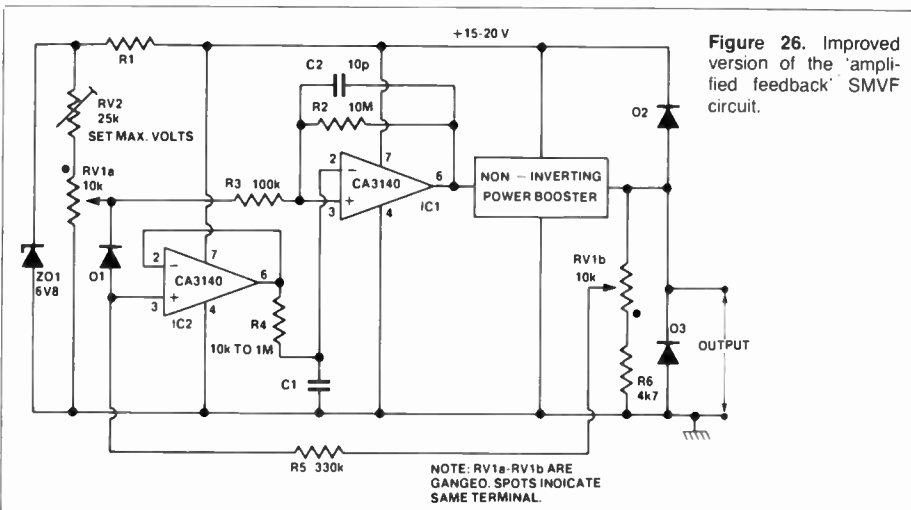 +15-20 V
R1
C2 10p
R2 10M
RV2
25k
SET MAX. VOLTS
RV1a
10k
R3 100k
2
7
CA3140
6
3
+
4
IC1
NON – INVERTING
POWER BOOSTER
O2
ZO1
6V8
O1
2
7
CA3140
6
3
+
4
IC2
R4
10k TO 1M
C1
RV1b
10k
O3
OUTPUT
R6
4k7
R5 330k
NOTE: RV1a-RV1b ARE
GANGEO. SPOTS INOICATE
SAME TERMINAL.
Figure 26. Improved
version of the 'ampli-
fied feedback' SMVF
circuit.